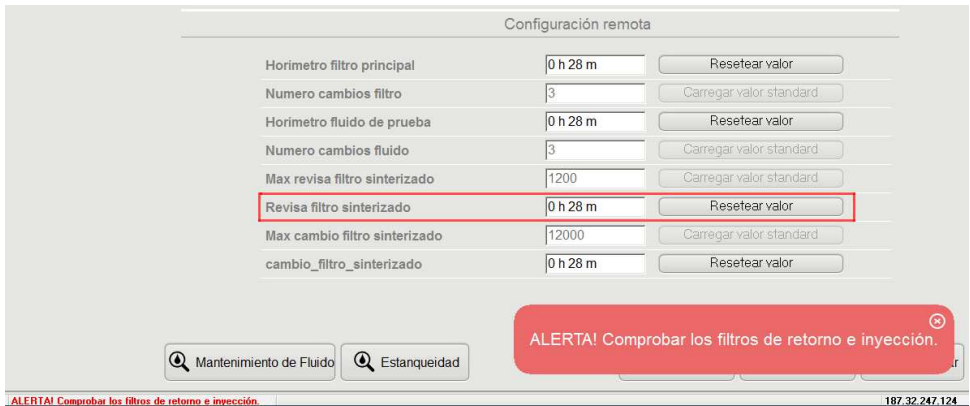 Configuración remota
Horimetro filtro principal 0 h 28 m Resetear valor
Numero cambios filtro 3 Carregar valor standard
Horimetro fluido de prueba 0 h 28 m Resetear valor
Numero cambios fluido 3 Carregar valor standard
Max revisa filtro sinterizado 1200 Carregar valor standard
Revisa filtro sinterizado 0 h 28 m Resetear valor
Max cambio filtro sinterizado 12000 Carregar valor standard
cambio_filtro_sinterizado 0 h 28 m Resetear valor
ALERTA! Comprobar los filtros de retorno e inyección.
Mantenimiento de Fluido Estanqueidad
ALERTA! Comprobar los filtros de retorno e inyección. 187.32.247.124